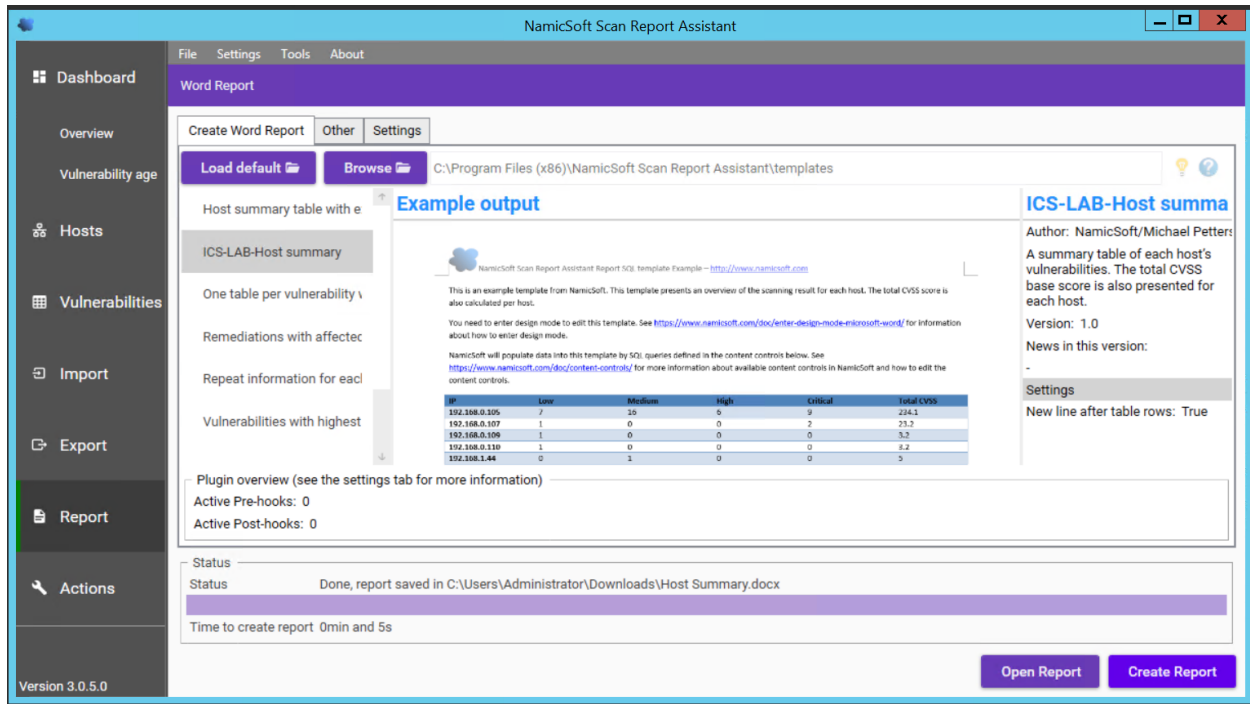 NamicSoft Scan Report Assistant
X
File Settings Tools About
Dashboard
Overview
Vulnerability age
Hosts
Vulnerabilities
Import
Export
Report
Actions
Version 3.0.5.0
Word Report
Create Word Report Other Settings
Load default Browse C:\Program Files (x86)\NamicSoft Scan Report Assistant\templates ?
Host summary table with e
ICS-LAB-Host summary
One table per vulnerability v
Remediations with affected
Repeat information for each
Vulnerabilities with highest
Example output
NamicSoft Scan Report Assistant Report SQL template Example – http://www.namicsoft.com
This is an example template from NamicSoft. This template presents an overview of the scanning result for each host. The total CVSS score is
also calculated per host.
You need to enter design mode to edit this template. See https://www.namicsoft.com/doc/enter-design-mode-microsoft-word/ for information
about how to enter design mode.
NamicSoft will populate data into this template by SQL queries defined in the content controls below. See
https://www.namicsoft.com/doc/content-controls/ for more information about available content controls in NamicSoft and how to edit the
content controls.
IP Low Medium High Critical Total CVSS
192.168.0.105 7 16 6 9 224.1
192.168.0.107 1 0 0 2 23.2
192.168.0.109 1 0 0 0 3.2
192.168.0.110 1 0 0 0 3.2
192.168.1.44 0 1 0 0 5
ICS-LAB-Host summa
Author: NamicSoft/Michael Petters
A summary table of each host's
vulnerabilities. The total CVSS
base score is also presented for
each host.
Version: 1.0
News in this version:
-
Settings
New line after table rows: True
Plugin overview (see the settings tab for more information)
Active Pre-hooks: 0
Active Post-hooks: 0
Status
Status Done, report saved in C:\Users\Administrator\Downloads\Host Summary.docx
Time to create report 0min and 5s
Open Report Create Report